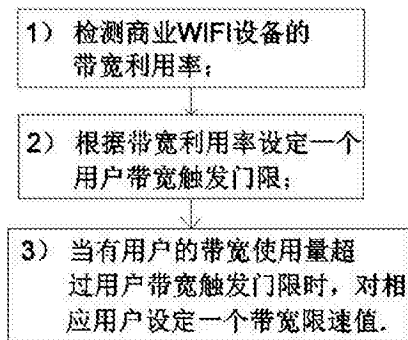 1） 检测商业WIFI设备的
带宽利用率；
2） 根据带宽利用率设定一个
用户带宽触发门限；
3） 当有用户的带宽使用量超
过用户带宽触发门限时，对相
应用户设定一个带宽限速值.